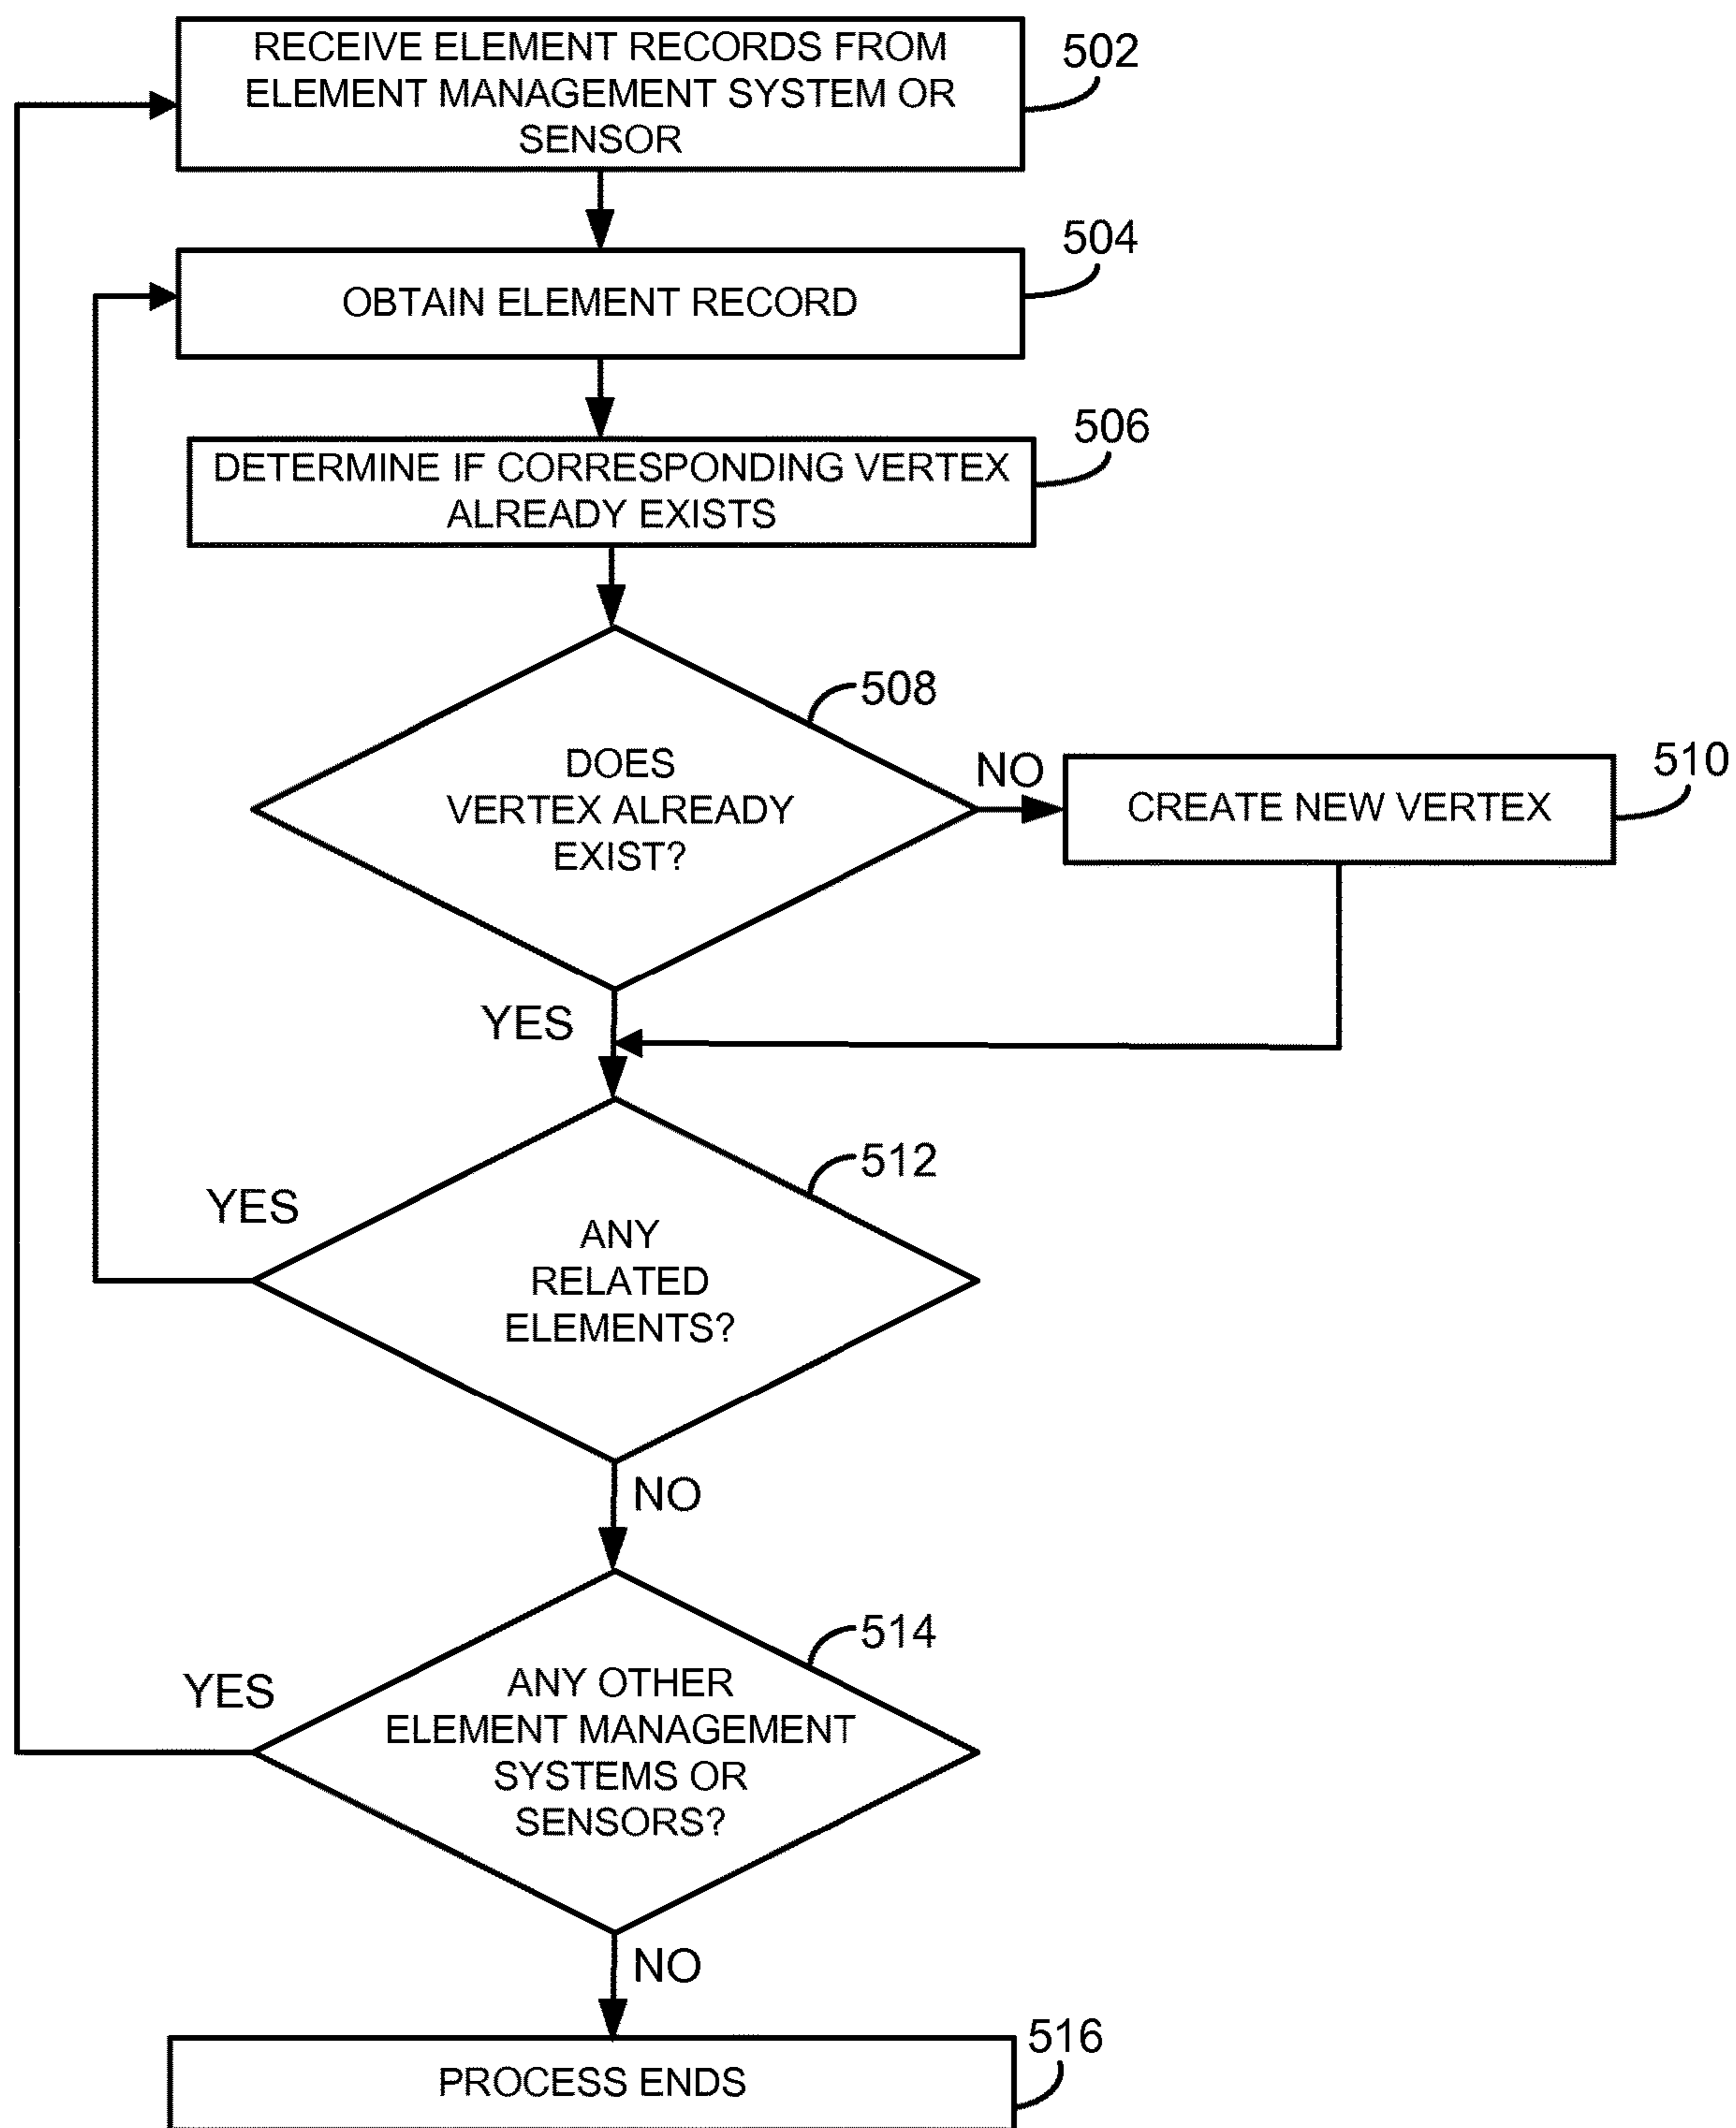 RECEIVE ELEMENT RECORDS FROM
ELEMENT MANAGEMENT SYSTEM OR
SENSOR
502
504
OBTAIN ELEMENT RECORD
506
DETERMINE IF CORRESPONDING VERTEX
ALREADY EXISTS
508
DOES
VERTEX ALREADY
EXIST?
NO
510
CREATE NEW VERTEX
YES
512
YES
ANY
RELATED
ELEMENTS?
NO
514
YES
ANY OTHER
ELEMENT MANAGEMENT
SYSTEMS OR
SENSORS?
NO
516
PROCESS ENDS